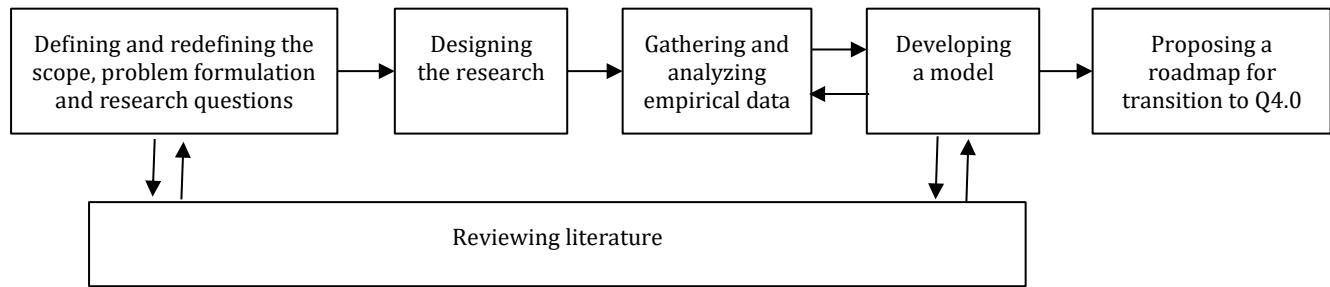 Defining and redefining the
scope, problem formulation
and research questions
Designing
the research
Gathering and
analyzing
empirical data
Developing
a model
Proposing a
roadmap for
transition to Q4.0
Reviewing literature